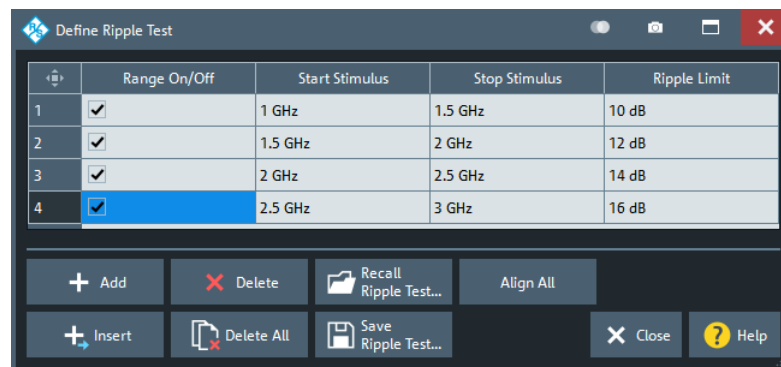 Define Ripple Test
Range On/Off Start Stimulus Stop Stimulus Ripple Limit
1 1 GHz 1.5 GHz 10 dB
2 1.5 GHz 2 GHz 12 dB
3 2 GHz 2.5 GHz 14 dB
4 2.5 GHz 3 GHz 16 dB
Add Delete Recall Ripple Test... Align All
Insert Delete All Save Ripple Test... Close ? Help